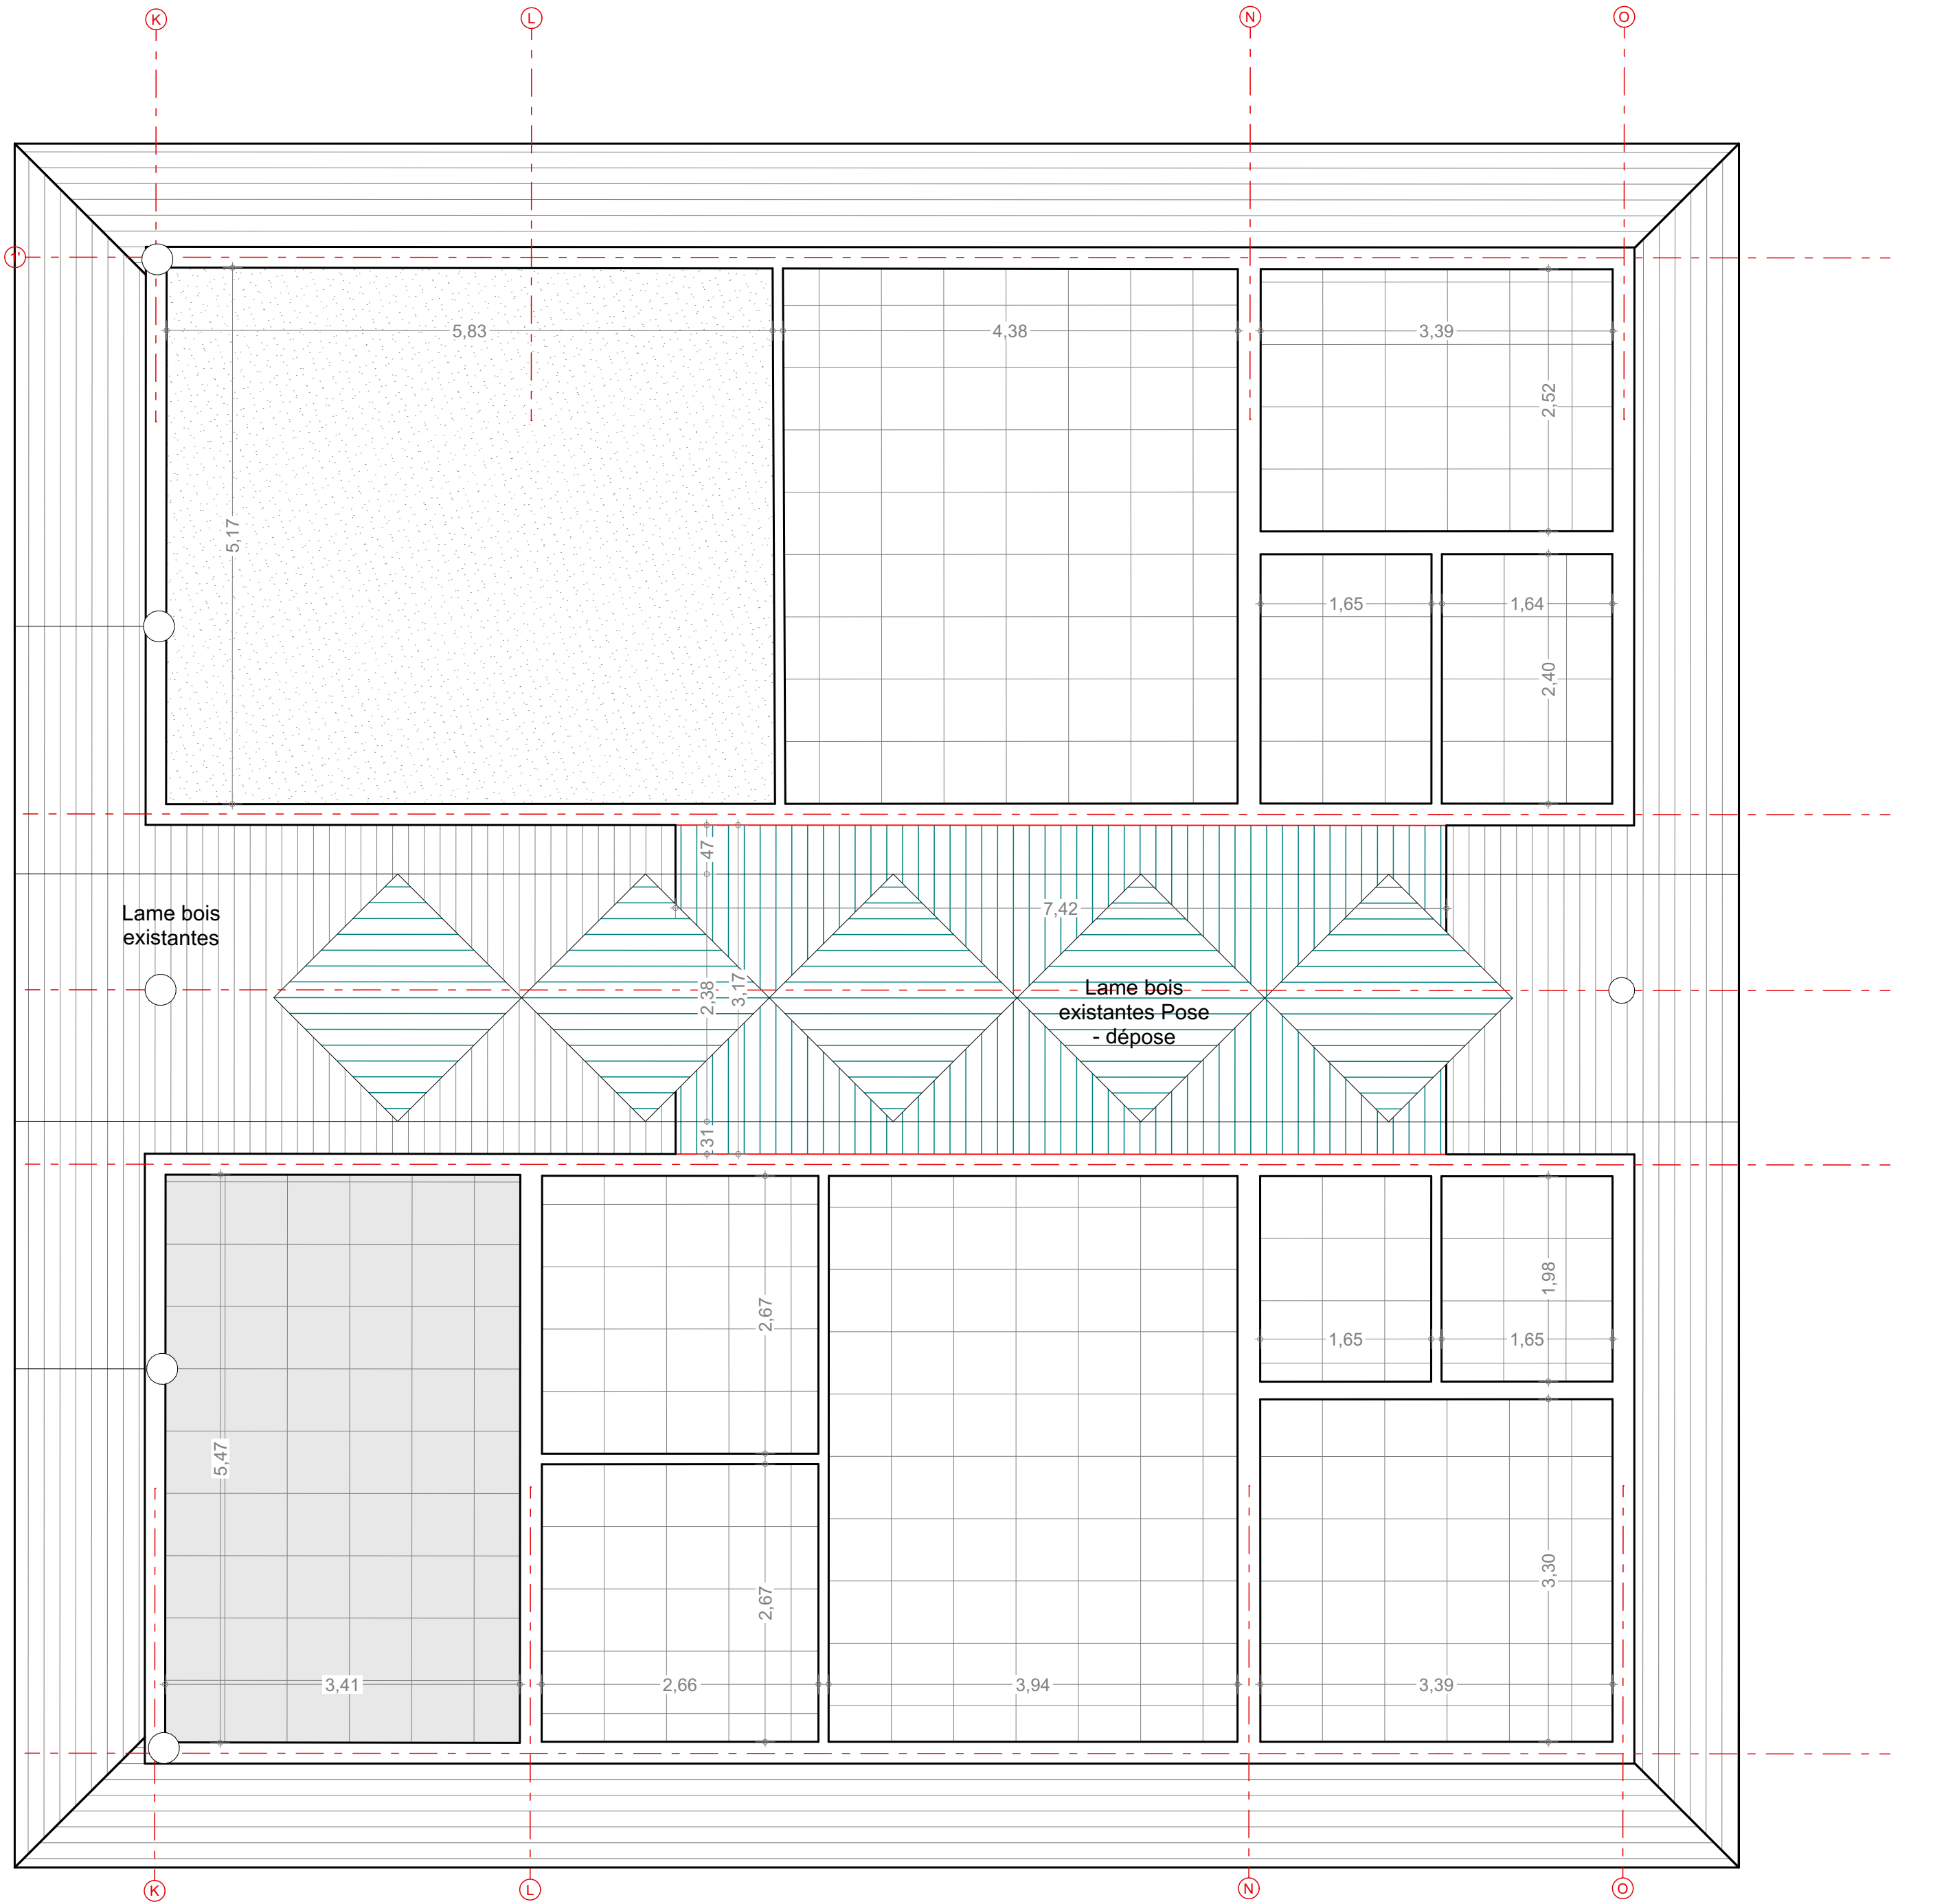 K
L
N
O
1'
5,83
4,38
3,39
2,52
5,17
1,65
1,64
2,40
47
7,42
Lame bois
existantes
2,38
3,17
Lame bois
existantes Pose
- dépose
31
2,67
1,98
1,65
1,65
5,47
2,67
3,30
3,41
2,66
3,94
3,39
K
L
N
O